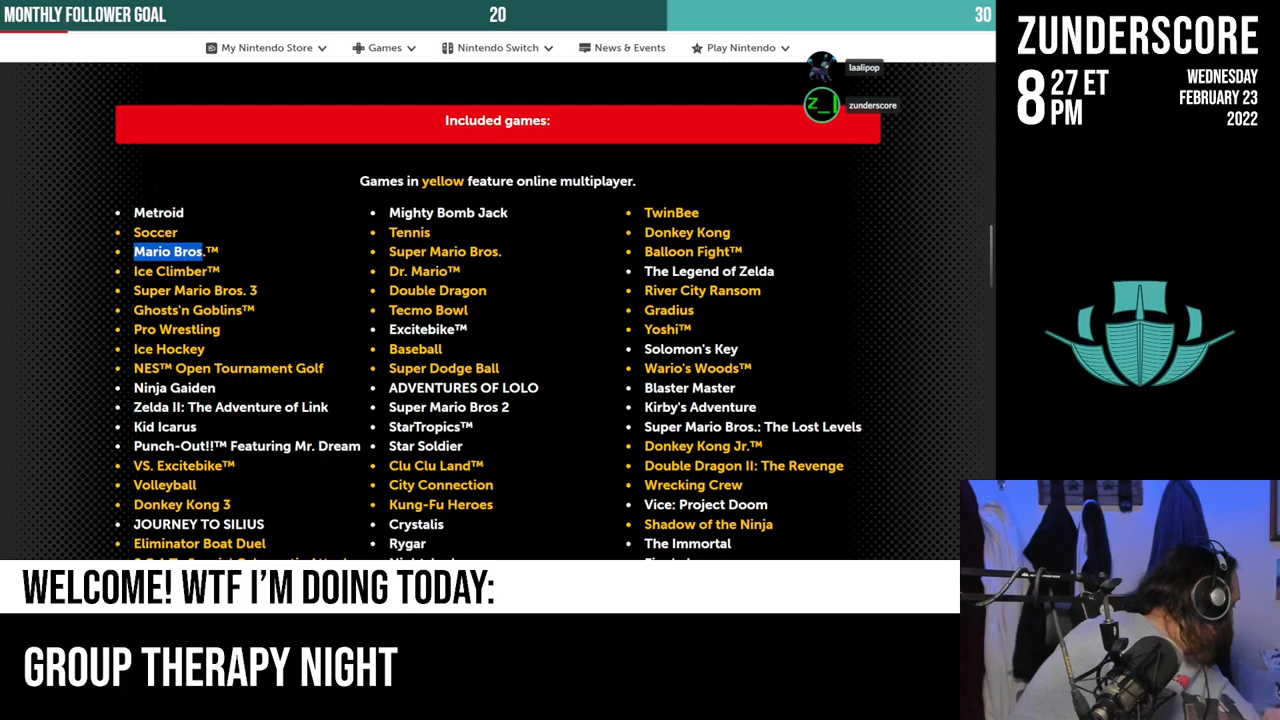 MONTHLY FOLLOWER GOAL
20
30
My Nintendo Store
Games
Nintendo Switch
News & Events
Play Nintendo
laalipop
z_
zunderscore
Included games:
Games in yellow feature online multiplayer.
Metroid
Soccer
Mario Bros.™
Ice Climber™
Super Mario Bros. 3
Ghosts'n Goblins™
Pro Wrestling
Ice Hockey
NES™ Open Tournament Golf
Ninja Gaiden
Zelda II: The Adventure of Link
Kid Icarus
Punch-Out!!™ Featuring Mr. Dream
VS. Excitebike™
Volleyball
Donkey Kong 3
JOURNEY TO SILIUS
Eliminator Boat Duel
Mighty Bomb Jack
Tennis
Super Mario Bros.
Dr. Mario™
Double Dragon
Tecmo Bowl
Excitebike™
Baseball
Super Dodge Ball
ADVENTURES OF LOLO
Super Mario Bros 2
StarTropics™
Star Soldier
Clu Clu Land™
City Connection
Kung-Fu Heroes
Crystalis
Rygar
TwinBee
Donkey Kong
Balloon Fight™
The Legend of Zelda
River City Ransom
Gradius
Yoshi™
Solomon's Key
Wario's Woods™
Blaster Master
Kirby's Adventure
Super Mario Bros.: The Lost Levels
Donkey Kong Jr.™
Double Dragon II: The Revenge
Wrecking Crew
Vice: Project Doom
Shadow of the Ninja
The Immortal
ZUNDERSCORE
8 27 ET
PM
WEDNESDAY
FEBRUARY 23
2022
WELCOME! WTF I'M DOING TODAY:
GROUP THERAPY NIGHT